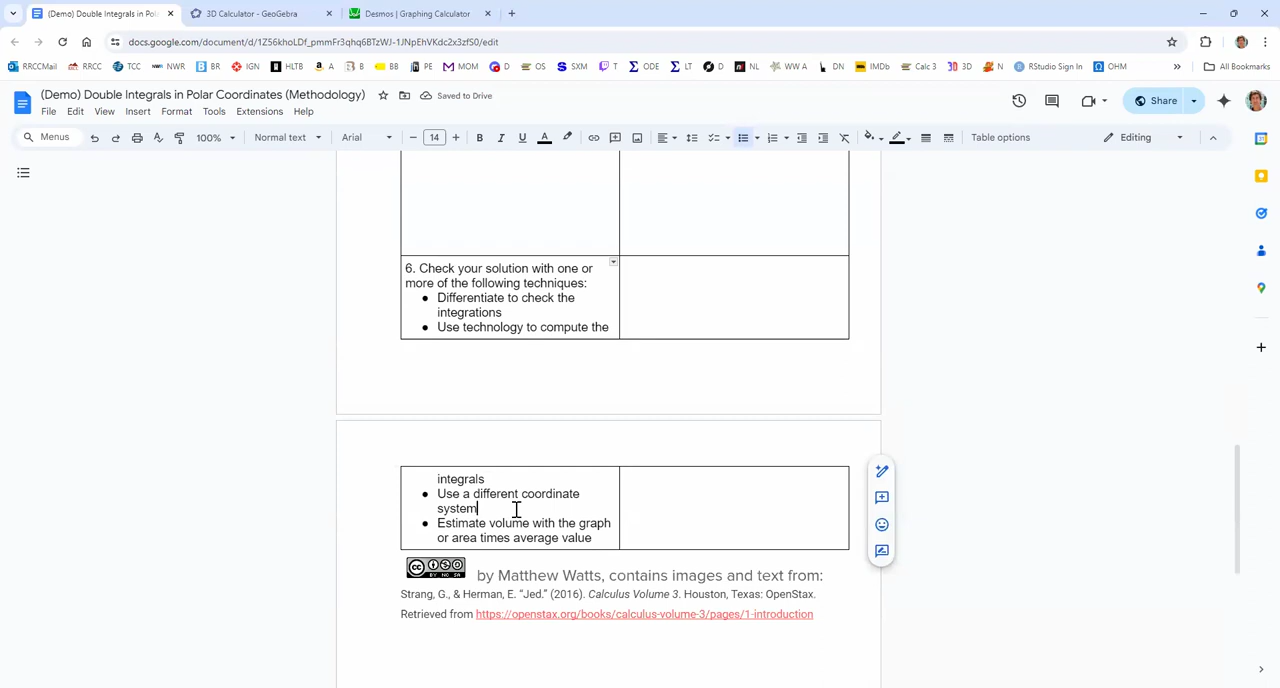 (Demo) Double Integrals in Pola
3D Calculator - GeoGebra
Desmos | Graphing Calculator
docs.google.com/document/d/1Z56khoLDf_pmmFr3qhq6BTzWJ-1JNpEhVKdc2x3zfS0/edit
RRCCMail
RRCC
TCC
NWR
BR
IGN
HLTB
A
B
BB
PE
MOM
D
OS
SXM
T
ODE
LT
D
NL
WW A
DN
IMDb
Calc 3
3D
N
RStudio Sign In
OHM
»
All Bookmarks
(Demo) Double Integrals in Polar Coordinates (Methodology)
Saved to Drive
File Edit View Insert Format Tools Extensions Help
Share
Menus
100%
Normal text
Arial
14
B I U A
Table options
Editing
6. Check your solution with one or
more of the following techniques:
● Differentiate to check the
integrations
● Use technology to compute the
integrals
● Use a different coordinate
system
● Estimate volume with the graph
or area times average value
CC BY NC SA
by Matthew Watts, contains images and text from:
Strang, G., & Herman, E. “Jed.” (2016). Calculus Volume 3. Houston, Texas: OpenStax.
Retrieved from https://openstax.org/books/calculus-volume-3/pages/1-introduction